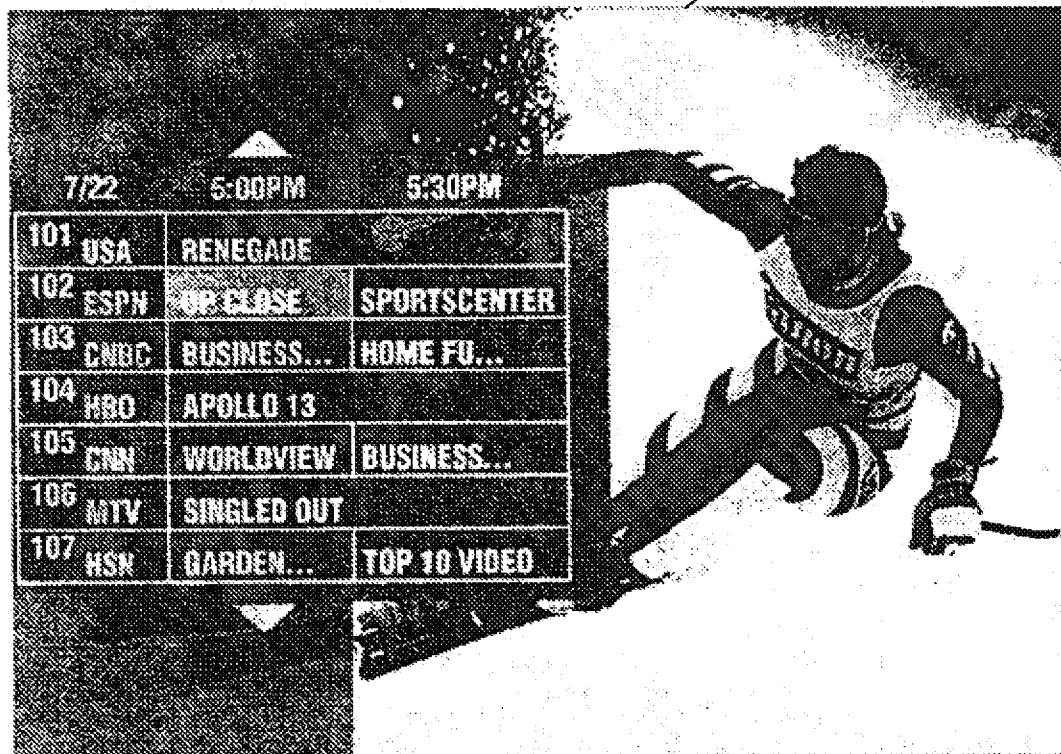 7/22 5:00PM 5:30PM
101 USA RENEGADE
102 ESPN UP CLOSE SPORTSCENTER
103 CNBC BUSINESS... HOME FU...
104 HBO APOLLO 13
105 CNN WORLDVIEW BUSINESS...
106 MTV SINGLED OUT
107 HSN GARDEN... TOP 10 VIDEO